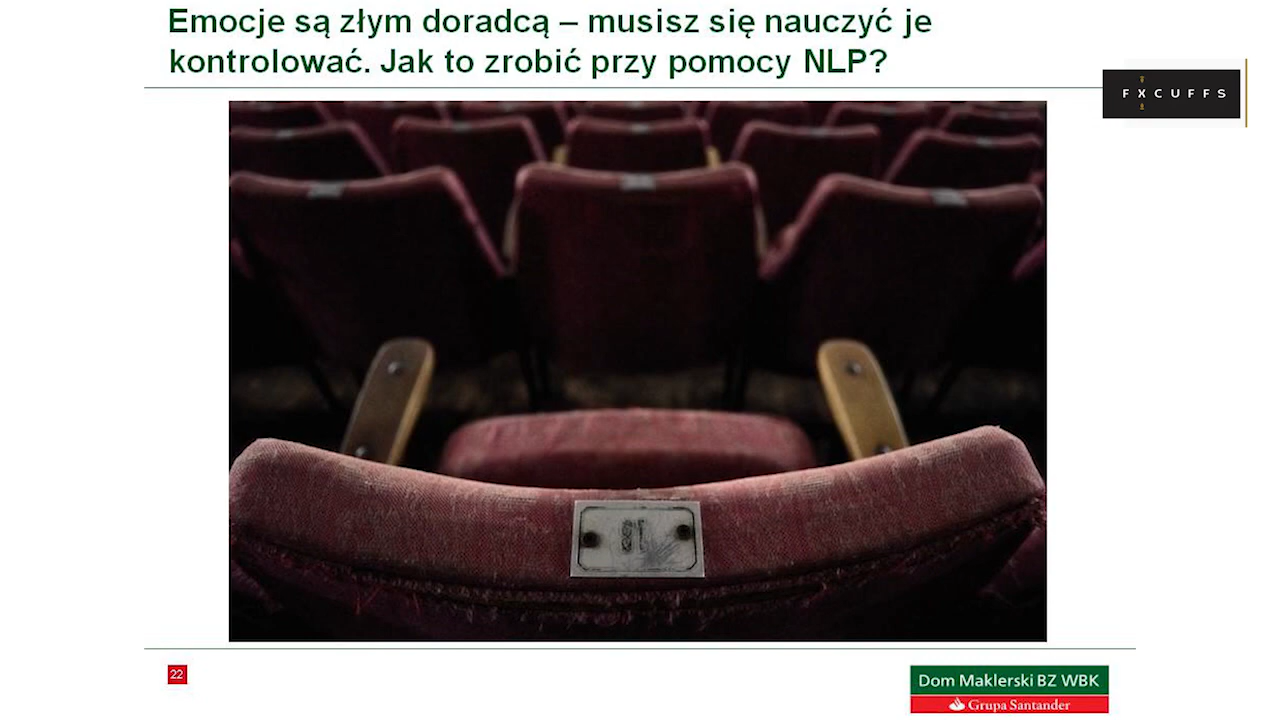 Emocje są złym doradcą – musisz się nauczyć je
kontrolować. Jak to zrobić przy pomocy NLP?
FXCUFFS
22
Dom Maklerski BZ WBK
Grupa Santander